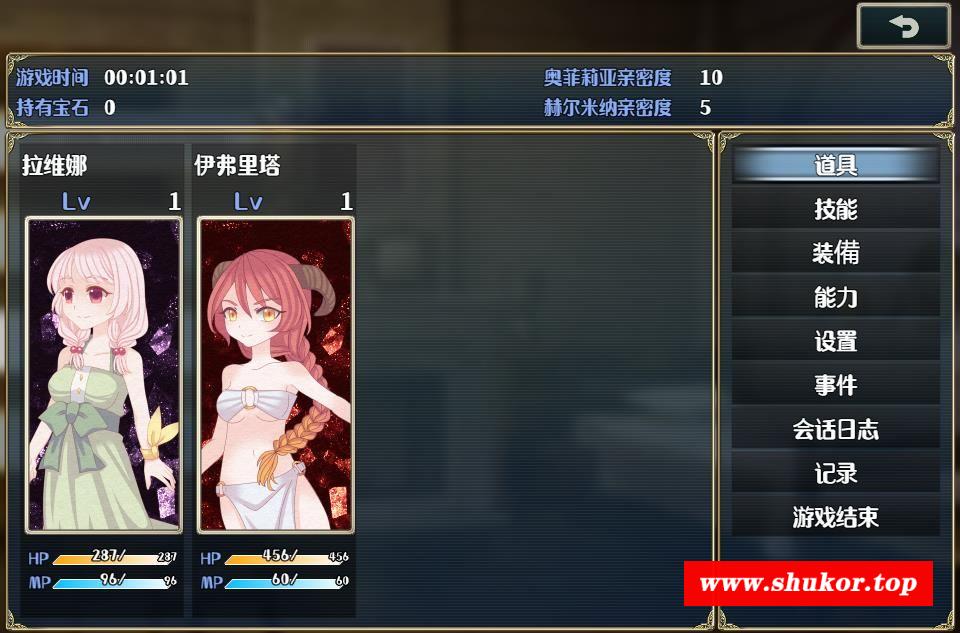 游戏时间 00:01:01 奥菲莉亚亲密度 10
持有宝石 0 赫尔米纳亲密度 5
拉维娜 伊弗里塔
Lv 1 Lv 1
HP 287/ 287 HP 456/ 456
MP 96/ 96 MP 60/ 60
道具
技能
装備
能力
设置
事件
会话日志
记录
游戏结束
www.shukor.top